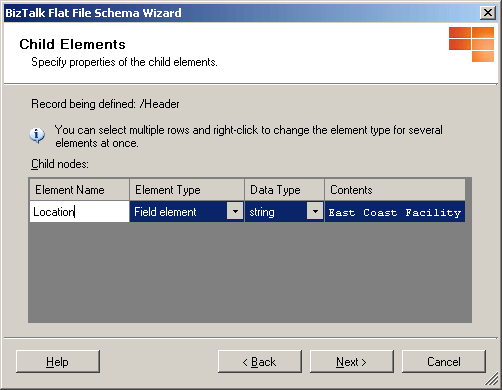 BizTalk Flat File Schema Wizard
Child Elements
Specify properties of the child elements.
Record being defined: /Header
You can select multiple rows and right-click to change the element type for several
elements at once.
Child nodes:
Element Name Element Type Data Type Contents
Location Field element string East Coast Facility
Help < Back Next > Cancel